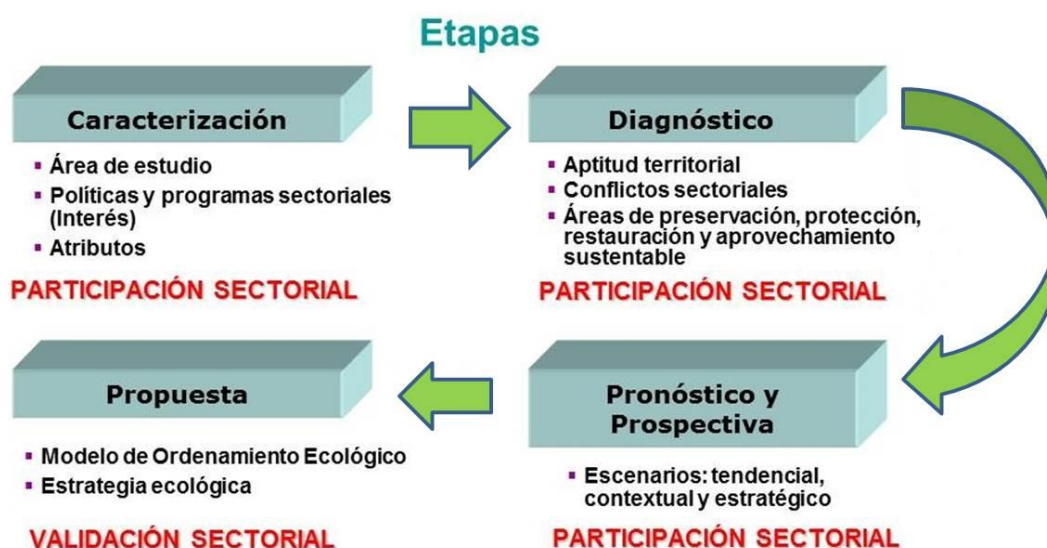 Etapas
Caracterización
▪ Área de estudio
▪ Políticas y programas sectoriales
(Interés)
▪ Atributos
PARTICIPACIÓN SECTORIAL
Diagnóstico
▪ Aptitud territorial
▪ Conflictos sectoriales
▪ Áreas de preservación, protección,
restauración y aprovechamiento
sustentable
PARTICIPACIÓN SECTORIAL
Pronóstico y
Prospectiva
▪ Escenarios: tendencial,
contextual y estratégico
PARTICIPACIÓN SECTORIAL
Propuesta
▪ Modelo de Ordenamiento Ecológico
▪ Estrategia ecológica
VALIDACIÓN SECTORIAL